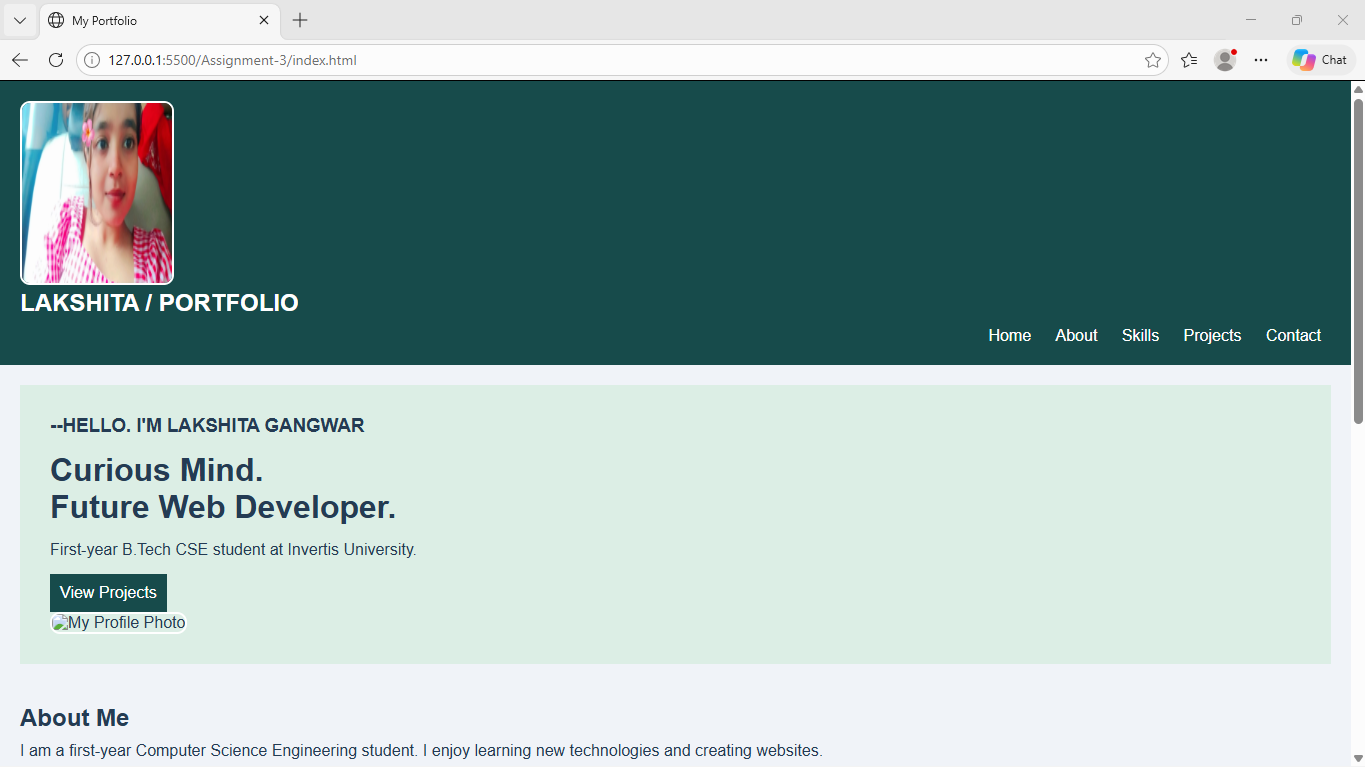 My Portfolio
127.0.0.1:5500/Assignment-3/index.html
Chat
LAKSHITA / PORTFOLIO
Home About Skills Projects Contact
--HELLO. I'M LAKSHITA GANGWAR
Curious Mind.
Future Web Developer.
First-year B.Tech CSE student at Invertis University.
View Projects
My Profile Photo
About Me
I am a first-year Computer Science Engineering student. I enjoy learning new technologies and creating websites.